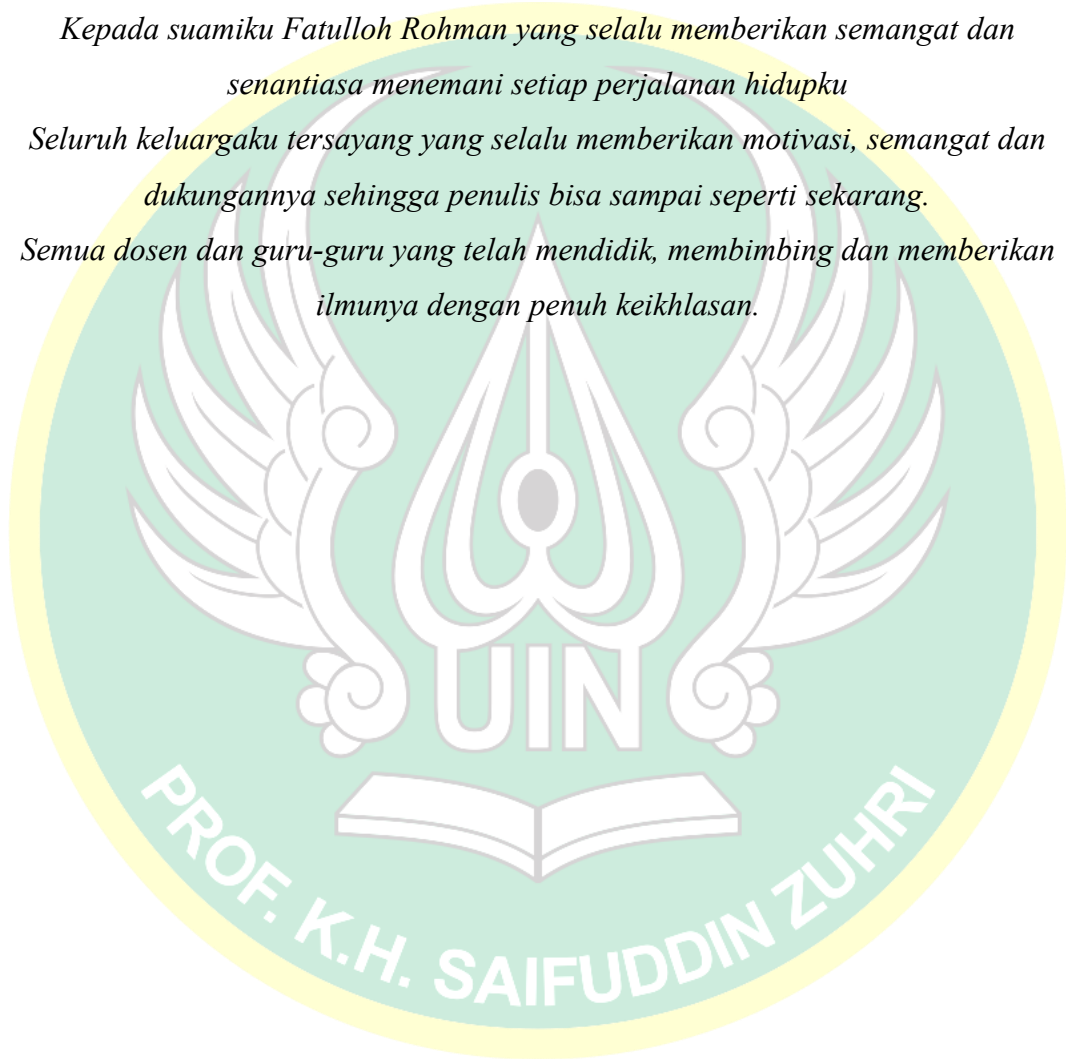 Kepada suamiku Fatulloh Rohman yang selalu memberikan semangat dan
senantiasa menemani setiap perjalanan hidupku
Seluruh keluargaku tersayang yang selalu memberikan motivasi, semangat dan
dukungannya sehingga penulis bisa sampai seperti sekarang.
Semua dosen dan guru-guru yang telah mendidik, membimbing dan memberikan
ilmunya dengan penuh keikhlasan.
UIN
PROF. K.H. SAIFUDDIN ZUHRI